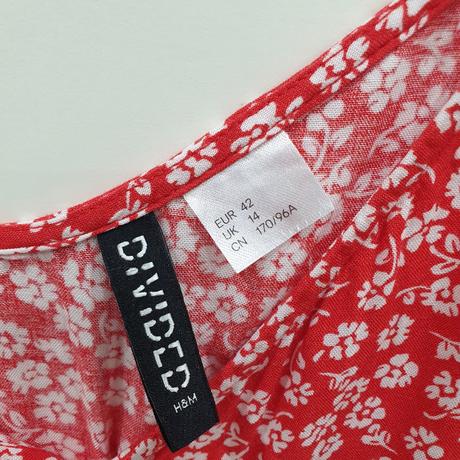 EUR 42
UK 14
CN 170/96A
DIVIDED
H&M